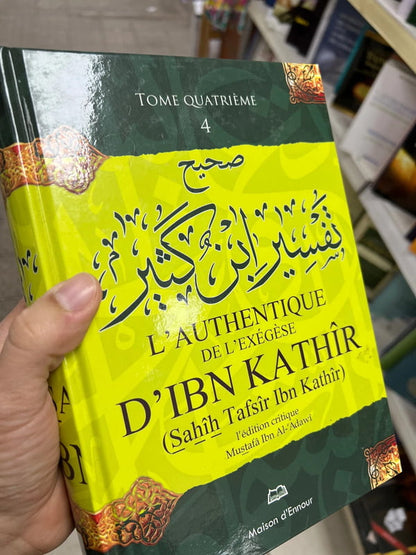 TOME QUATRIÈME
4
صحيح
تفسير ابن كثير
L'AUTHENTIQUE
DE L'EXÉGÈSE
D'IBN KATHÎR
(Sahîh Tafsîr Ibn Kathîr)
l'édition critique
Mustafâ Ibn Al-'Adawî
Maison d'Ennour